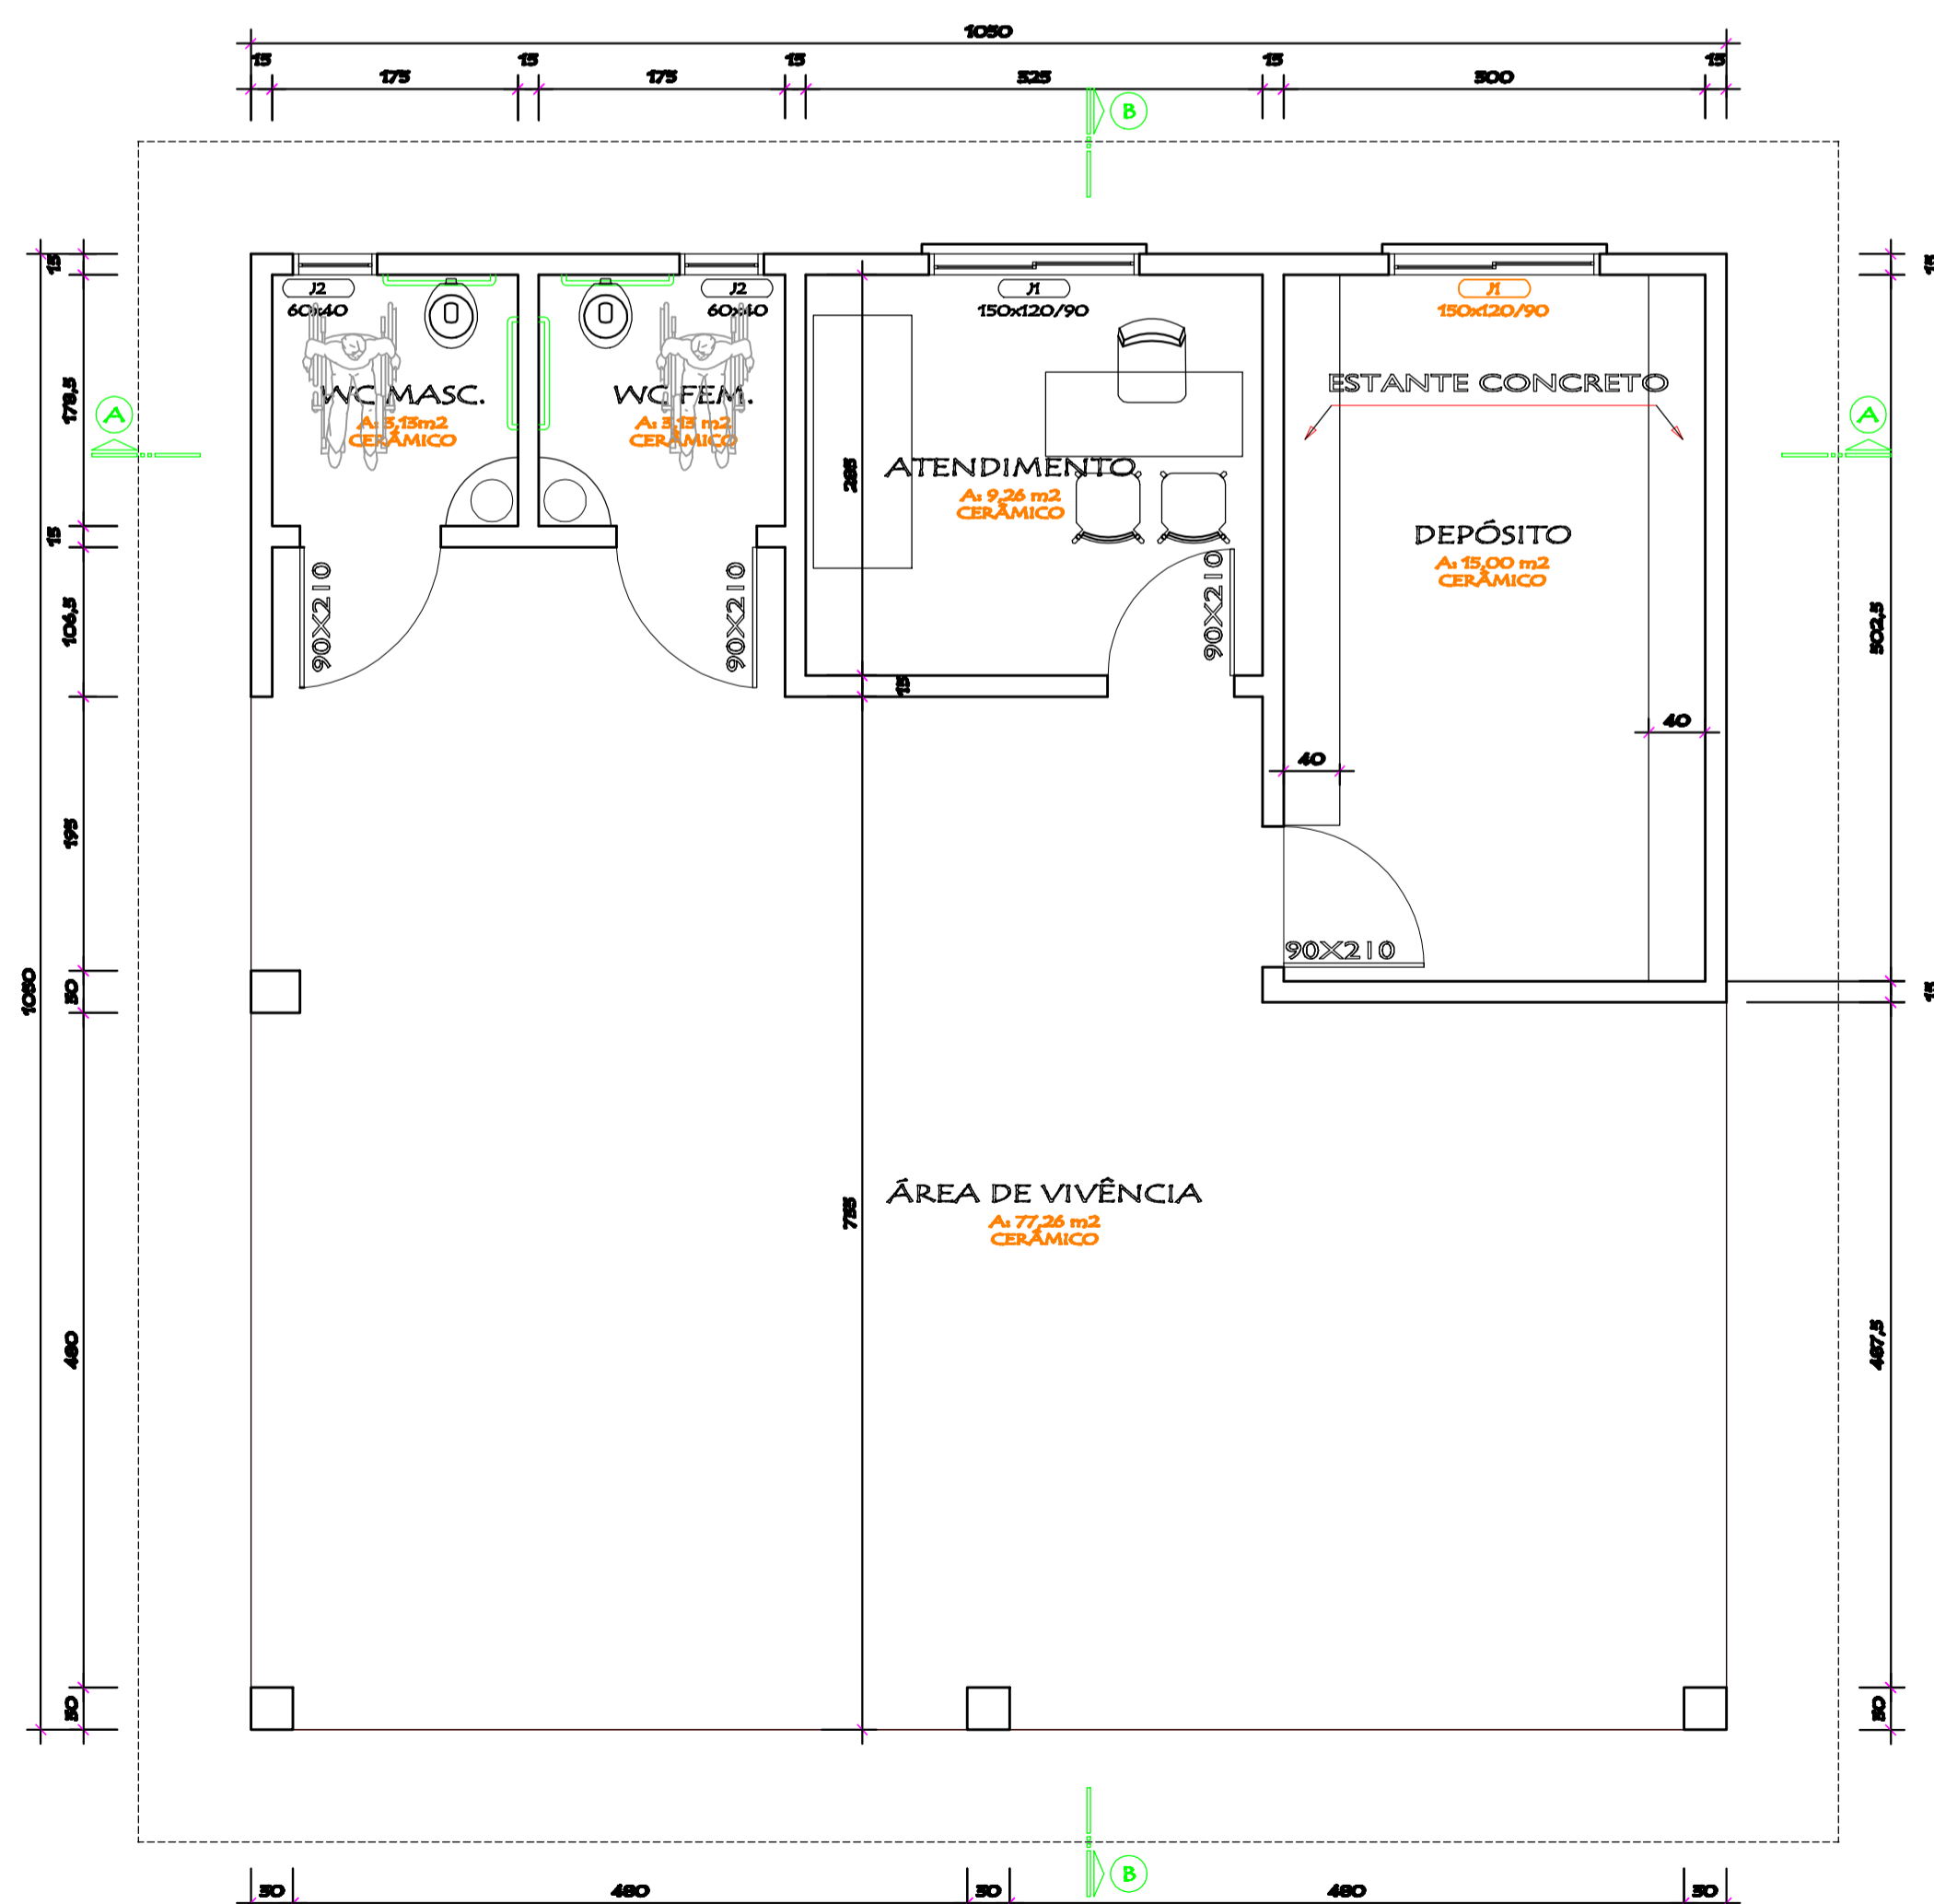 1050
15
175
15
175
15
325
15
300
15
B
J2
60x40
J2
60x40
J1
150x120/90
J1
150x120/90
WC MASC.
A: 3,13m2
CERÂMICO
WC FEM.
A: 3,13 m2
CERÂMICO
ESTANTE CONCRETO
A
A
ATENDIMENTO
A: 9,26 m2
CERÂMICO
DEPÓSITO
A: 15,00 m2
CERÂMICO
90X210
90X210
90X210
90X210
285
15
40
40
ÁREA DE VIVÊNCIA
A: 77,26 m2
CERÂMICO
735
15
178,5
15
106,5
195
30
480
30
1050
15
502,5
15
487,5
30
B
30
480
30
480
30